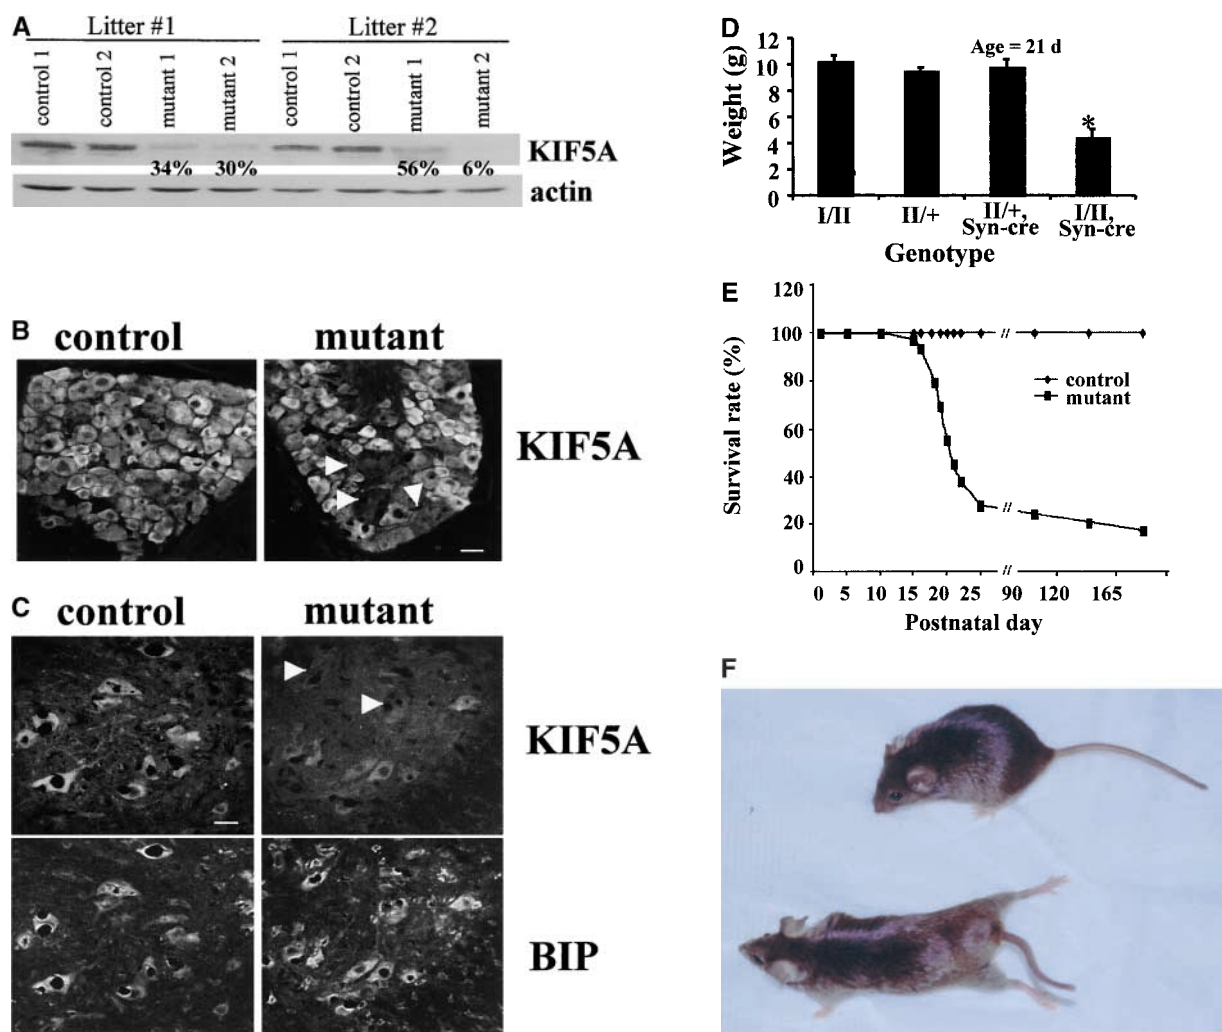 A
Litter #1
Litter #2
control 1
control 2
mutant 1
mutant 2
control 1
control 2
mutant 1
mutant 2
KIF5A
34%
30%
56%
6%
actin
B
control
mutant
KIF5A
C
control
mutant
KIF5A
BIP
D
Weight (g)
12
10
8
6
4
2
0
Age = 21 d
*
I/II
II/+
II/+,
Syn-cre
I/II,
Syn-cre
Genotype
E
Survival rate (%)
120
100
80
60
40
20
0
//
control
mutant
//
//
0 5 10 15 20 25 90 120 165
Postnatal day
F